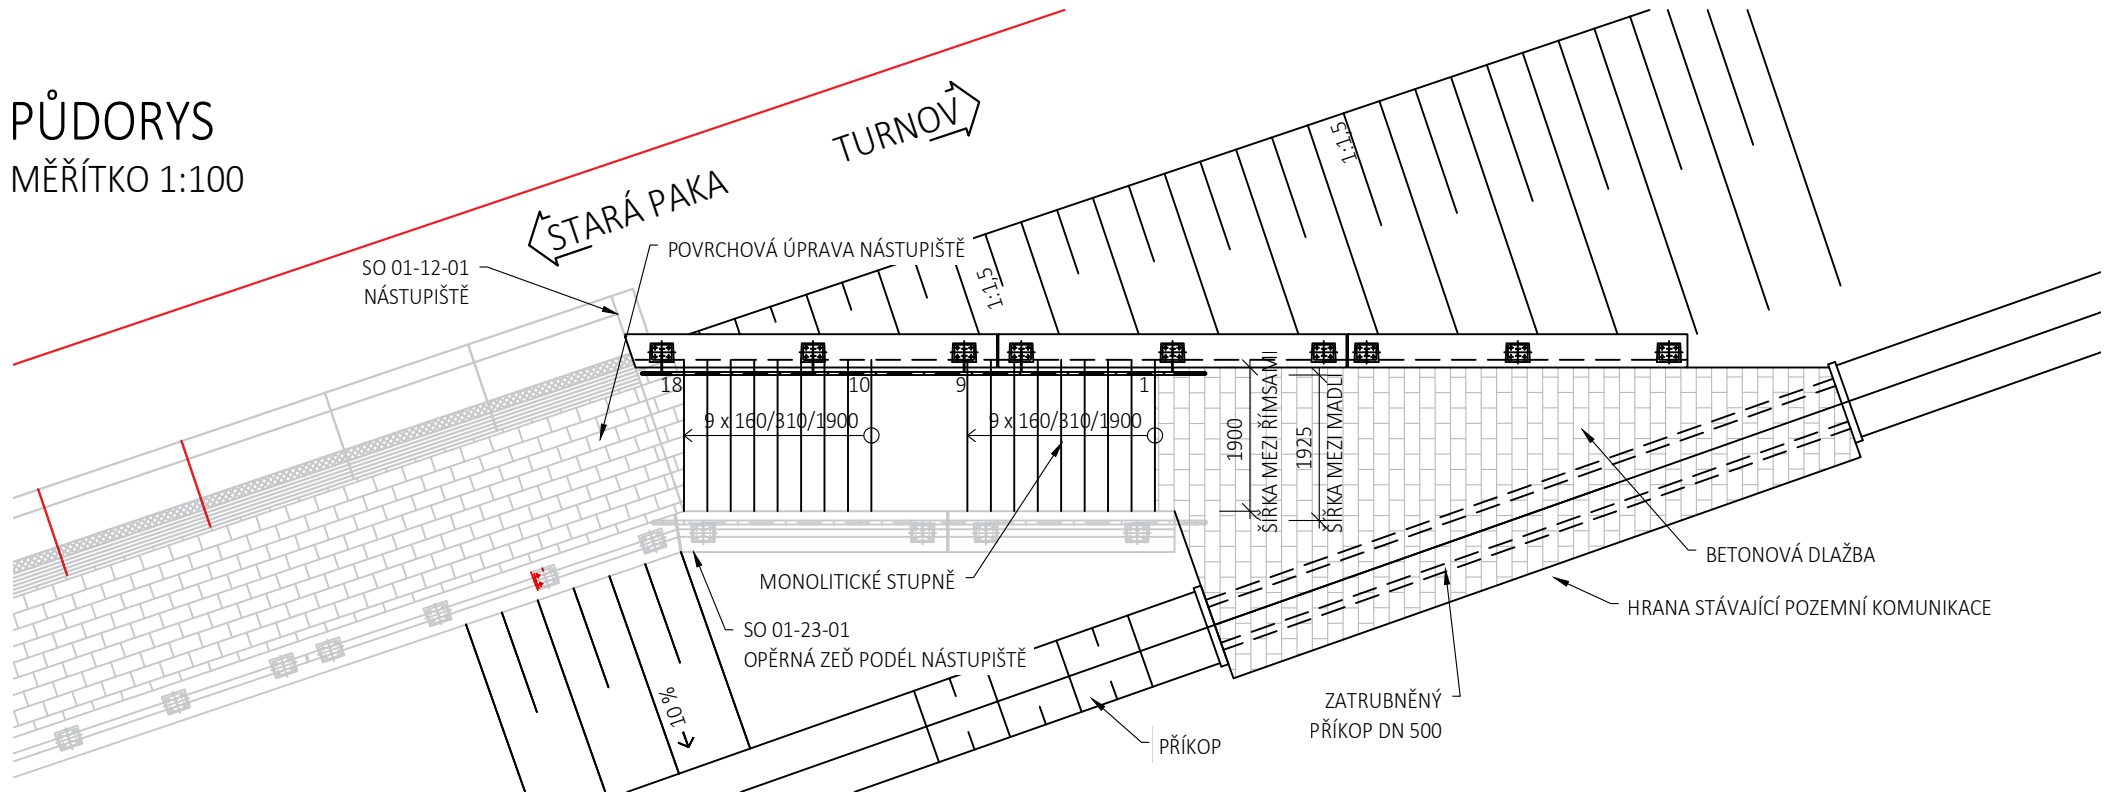 PŮDORYS
MĚŘÍTKO 1:100
TURNOV
STARÁ PAKA
POVRCHOVÁ ÚPRAVA NÁSTUPIŠTĚ
SO 01-12-01
NÁSTUPIŠTĚ
1:1,5
1:1,5
18
10
9
1
9 x 160/310/1900
9 x 160/310/1900
1900
ŠÍŘKA MEZI ŘÍMSAMI
1925
ŠÍŘKA MEZI MADLI
MONOLITICKÉ STUPNĚ
BETONOVÁ DLAŽBA
HRANA STÁVAJÍCÍ POZEMNÍ KOMUNIKACE
SO 01-23-01
OPĚRNÁ ZEĎ PODÉL NÁSTUPIŠTĚ
10 %
ZATRUBNĚNÝ
PŘÍKOP DN 500
PŘÍKOP